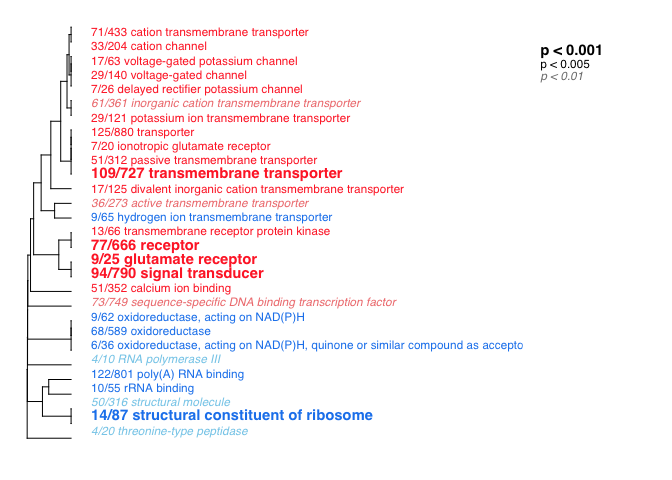 71/433 cation transmembrane transporter
33/204 cation channel
17/63 voltage-gated potassium channel
29/140 voltage-gated channel
7/26 delayed rectifier potassium channel
61/361 inorganic cation transmembrane transporter
29/121 potassium ion transmembrane transporter
125/880 transporter
7/20 ionotropic glutamate receptor
51/312 passive transmembrane transporter
109/727 transmembrane transporter
17/125 divalent inorganic cation transmembrane transporter
36/273 active transmembrane transporter
9/65 hydrogen ion transmembrane transporter
13/66 transmembrane receptor protein kinase
77/666 receptor
9/25 glutamate receptor
94/790 signal transducer
51/352 calcium ion binding
73/749 sequence-specific DNA binding transcription factor
9/62 oxidoreductase, acting on NAD(P)H
68/589 oxidoreductase
6/36 oxidoreductase, acting on NAD(P)H, quinone or similar compound as accepto
4/10 RNA polymerase III
122/801 poly(A) RNA binding
10/55 rRNA binding
50/316 structural molecule
14/87 structural constituent of ribosome
4/20 threonine-type peptidase
p < 0.001
p < 0.005
p < 0.01